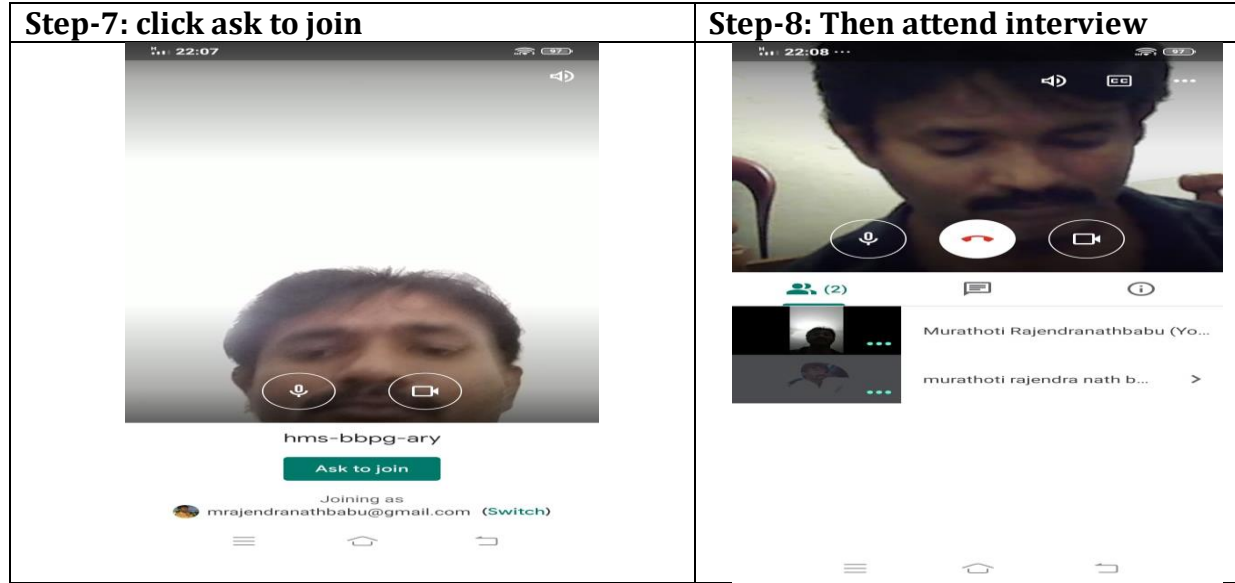 Step-7: click ask to join
22:07
97
hms-bbpg-ary
Ask to join
Joining as
mrajendranathbabu@gmail.com (Switch)
Step-8: Then attend interview
22:08 ...
97
CC
(2)
Murathoti Rajendranathbabu (Yo...
murathoti rajendra nath b... >